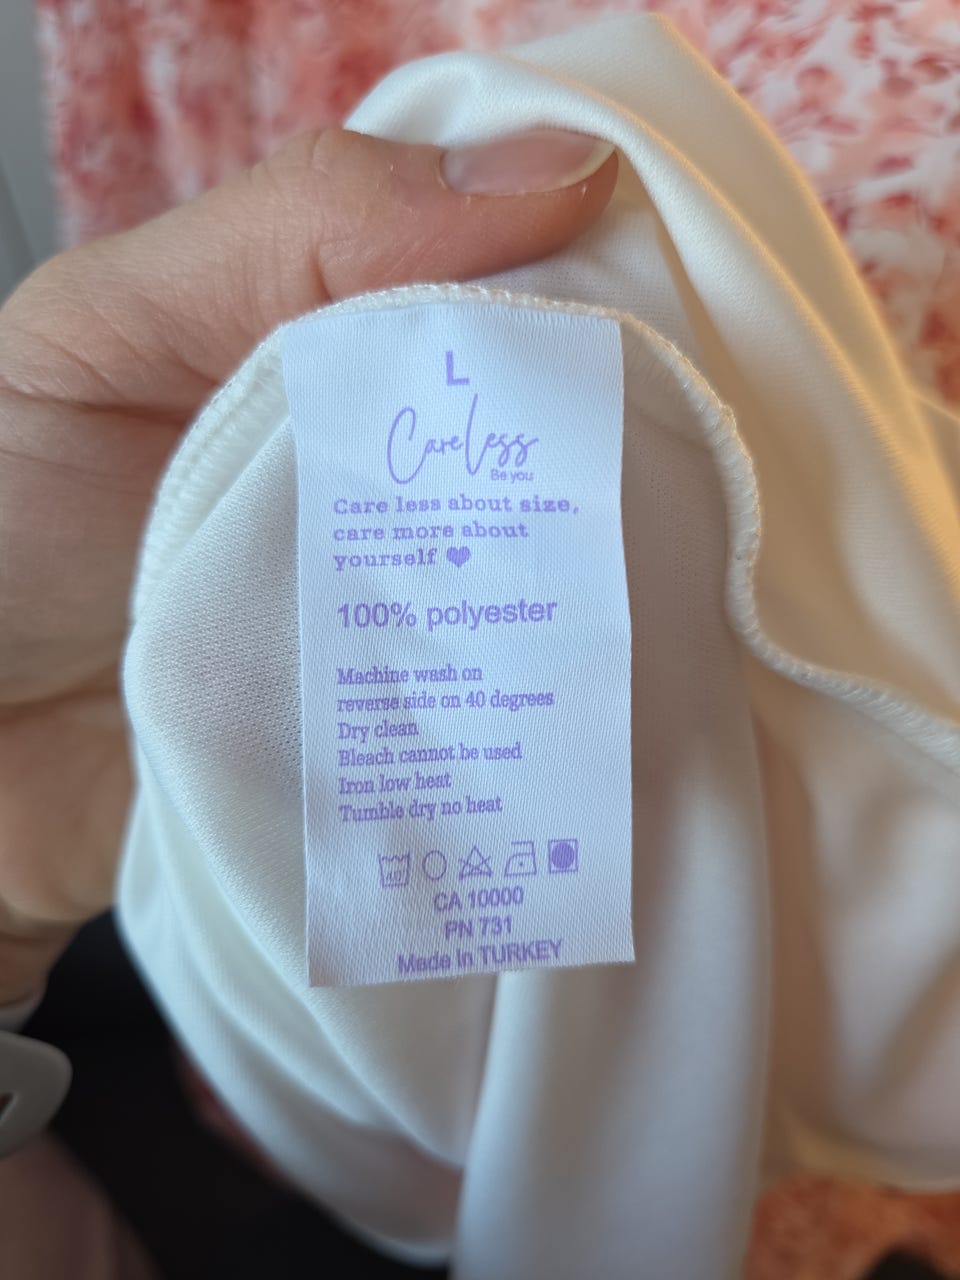 L
CareLess
Be you
Care less about size,
care more about
yourself ♥
100% polyester
Machine wash on
reverse side on 40 degrees
Dry clean
Bleach cannot be used
Iron low heat
Tumble dry no heat
40°
CA 10000
PN 731
Made In TURKEY